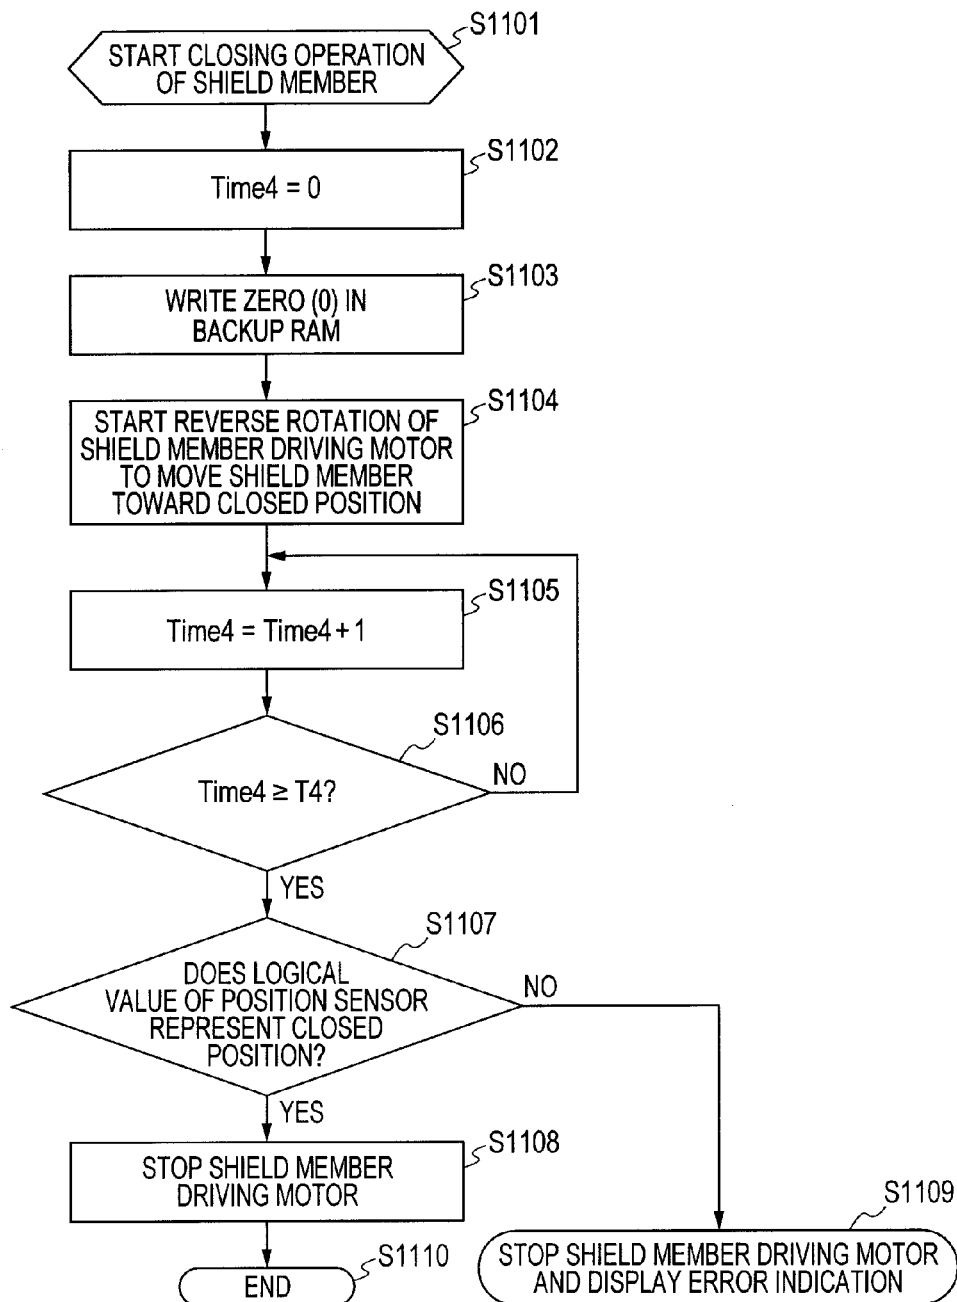 S1101
START CLOSING OPERATION
OF SHIELD MEMBER
S1102
Time4 = 0
S1103
WRITE ZERO (0) IN
BACKUP RAM
S1104
START REVERSE ROTATION OF
SHIELD MEMBER DRIVING MOTOR
TO MOVE SHIELD MEMBER
TOWARD CLOSED POSITION
S1105
Time4 = Time4 + 1
S1106
Time4 ≥ T4?
NO
YES
S1107
DOES LOGICAL
VALUE OF POSITION SENSOR
REPRESENT CLOSED
POSITION?
NO
YES
S1108
STOP SHIELD MEMBER
DRIVING MOTOR
S1109
STOP SHIELD MEMBER DRIVING MOTOR
AND DISPLAY ERROR INDICATION
S1110
END